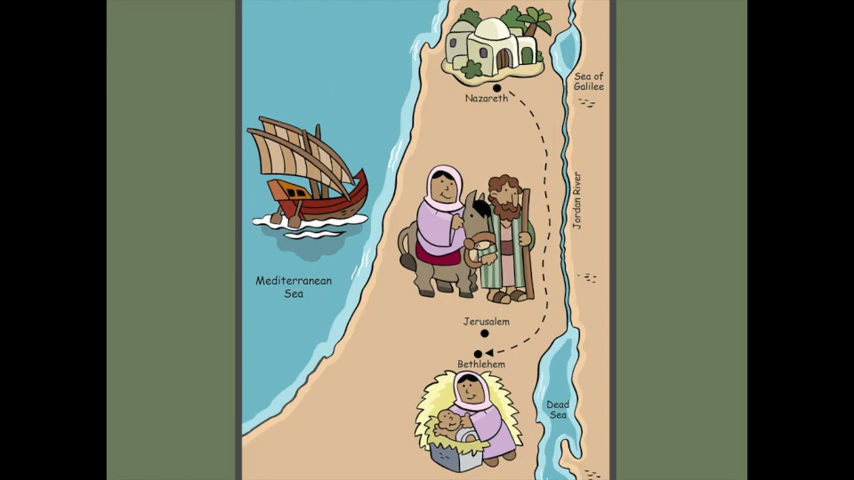 Sea of
Galilee
Nazareth
Jordan River
Mediterranean
Sea
Jerusalem
Bethlehem
Dead
Sea